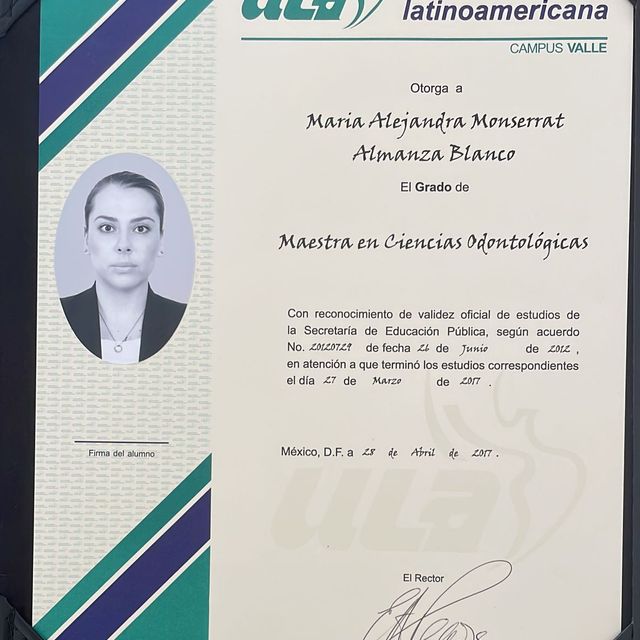 ula latinoamericana
CAMPUS VALLE
Otorga a
Maria Alejandra Monserrat
Almanza Blanco
El Grado de
Maestra en Ciencias Odontológicas
Con reconocimiento de validez oficial de estudios de
la Secretaría de Educación Pública, según acuerdo
No. 20120729 de fecha 26 de Junio de 2012 ,
en atención a que terminó los estudios correspondientes
el día 27 de Marzo de 2017 .
Firma del alumno
México, D.F. a 28 de Abril de 2017 .
ula
El Rector